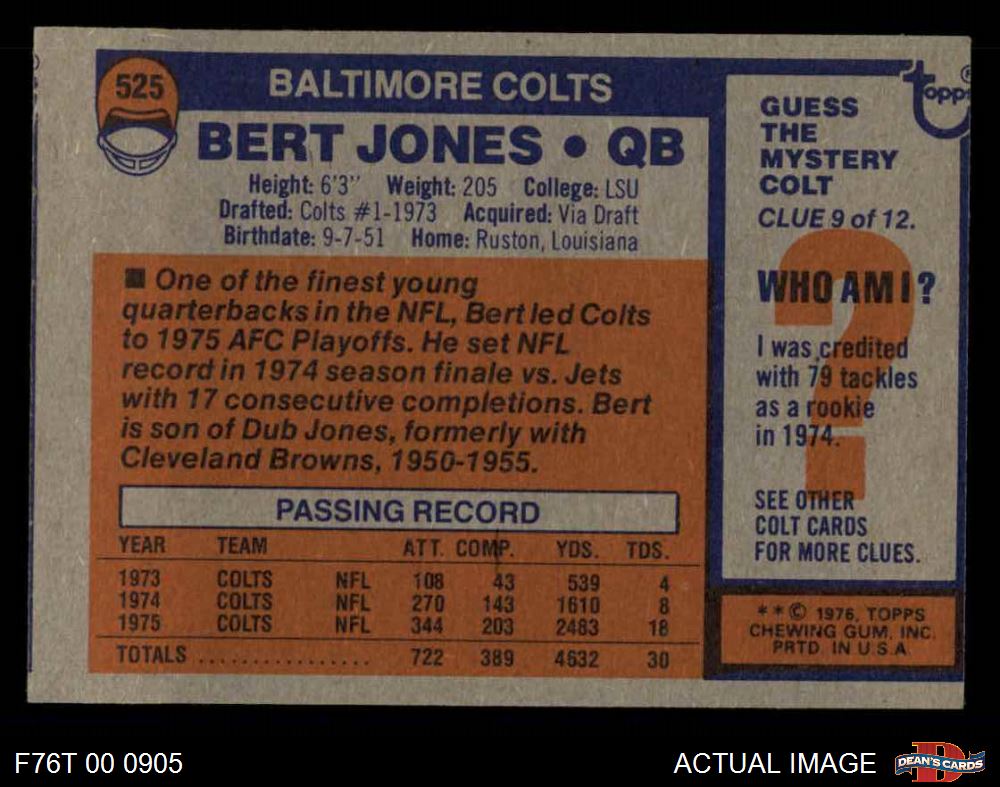 525
BALTIMORE COLTS
BERT JONES • QB
Height: 6'3" Weight: 205 College: LSU
Drafted: Colts #1-1973 Acquired: Via Draft
Birthdate: 9-7-51 Home: Ruston, Louisiana
■ One of the finest young
quarterbacks in the NFL, Bert led Colts
to 1975 AFC Playoffs. He set NFL
record in 1974 season finale vs. Jets
with 17 consecutive completions. Bert
is son of Dub Jones, formerly with
Cleveland Browns, 1950-1955.
PASSING RECORD
YEAR TEAM ATT. COMP. YDS. TDS.
1973 COLTS NFL 108 43 539 4
1974 COLTS NFL 270 143 1610 8
1975 COLTS NFL 344 203 2483 18
TOTALS ................ 722 389 4632 30
topps ®
GUESS
THE
MYSTERY
COLT
CLUE 9 of 12.
?
WHO AM I?
I was credited
with 79 tackles
as a rookie
in 1974.
SEE OTHER
COLT CARDS
FOR MORE CLUES.
* * © 1976, TOPPS
CHEWING GUM, INC.
PRTD. IN U.S.A.
F76T 00 0905
ACTUAL IMAGE
DEAN'S CARDS